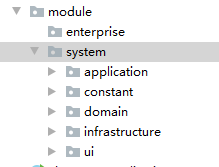 module
enterprise
system
application
constant
domain
infrastructure
ui